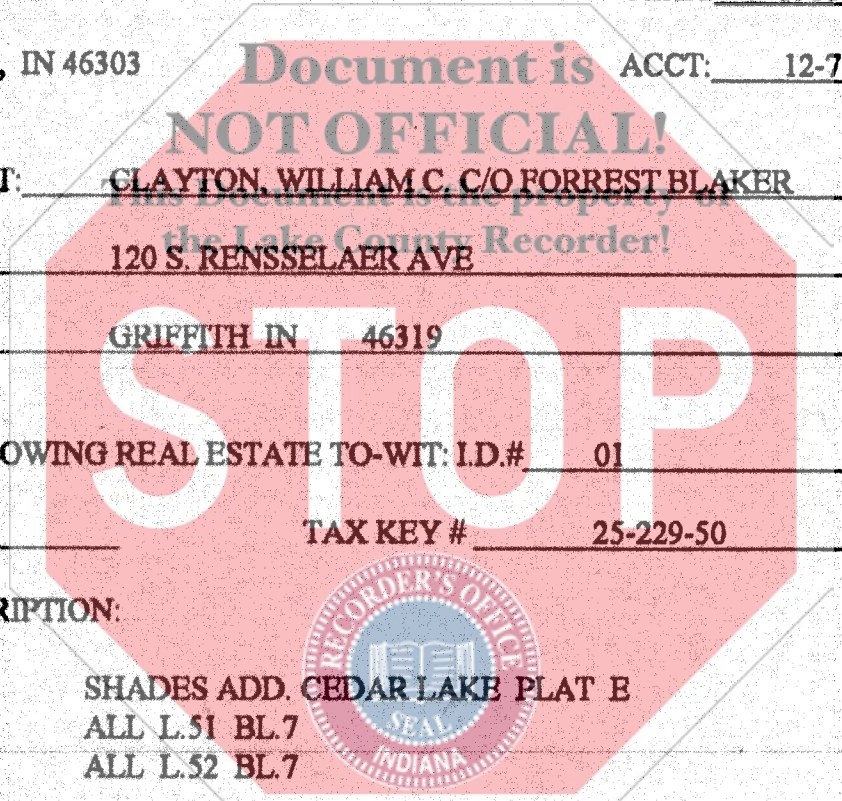 , IN 46303 ACCT: 12-7
Document is
NOT OFFICIAL!
T: CLAYTON, WILLIAM C. C/O FORREST BLAKER
This Document is the property of
the Lake County Recorder!
120 S. RENSSELAER AVE
GRIFFITH IN 46319
STOP
OWING REAL ESTATE TO-WIT: I.D.# 01
TAX KEY # 25-229-50
RIPTION:
RECORDER'S OFFICE
SEAL
INDIANA
SHADES ADD. CEDAR LAKE PLAT E
ALL L.51 BL.7
ALL L.52 BL.7